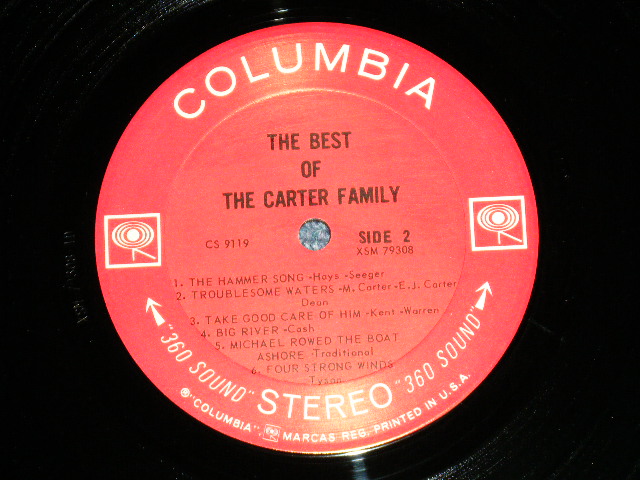 COLUMBIA
THE BEST
OF
THE CARTER FAMILY
CS 9119
SIDE 2
XSM 79308
1. THE HAMMER SONG -Hays -Seeger
2. TROUBLESOME WATERS -M. Carter -E.J. Carter
Dean
3. TAKE GOOD CARE OF HIM -Kent -Warren
4. BIG RIVER -Cash
5. MICHAEL ROWED THE BOAT
ASHORE -Traditional
6. FOUR STRONG WINDS
-Tyson-
"360 SOUND" STEREO "360 SOUND"
®"COLUMBIA", MARCAS REG. PRINTED IN U.S.A.